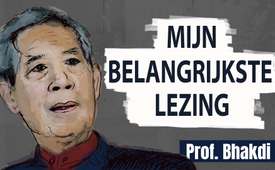 MIJN
BELANGRIJKSTE
LEZING
Prof. Bhakdi